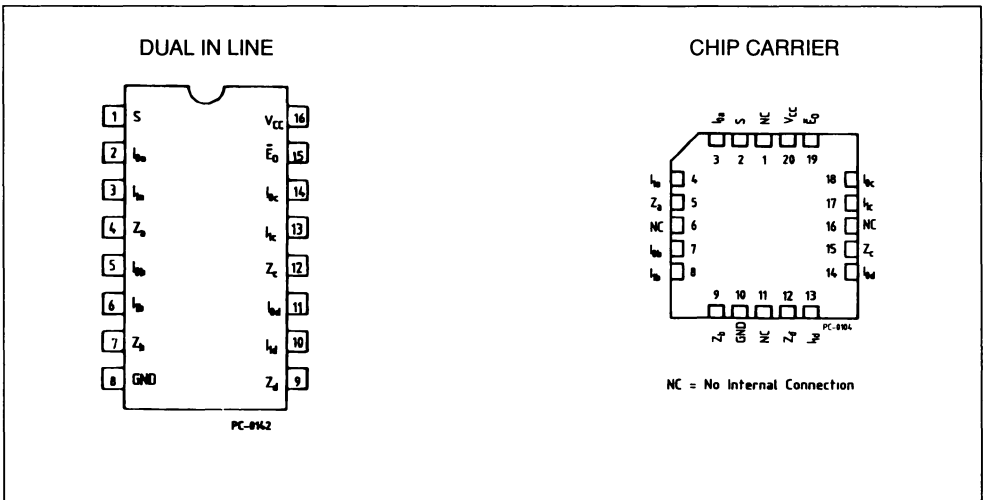 DUAL IN LINE
1 S
2 I0a
3 I1a
4 Za
5 I0b
6 I1b
7 Zb
8 GND
VCC 16
Ē0 15
I0c 14
I1c 13
Zc 12
I0d 11
I1d 10
Zd 9
PC-0142
CHIP CARRIER
I0a S NC VCC Ē0
3 2 1 20 19
I1a 4
Za 5
NC 6
I0b 7
I1b 8
18 I0c
17 I1c
16 NC
15 Zc
14 I0d
9 10 11 12 13
Zb GND NC Zd I1d
PC-0104
NC = No Internal Connection